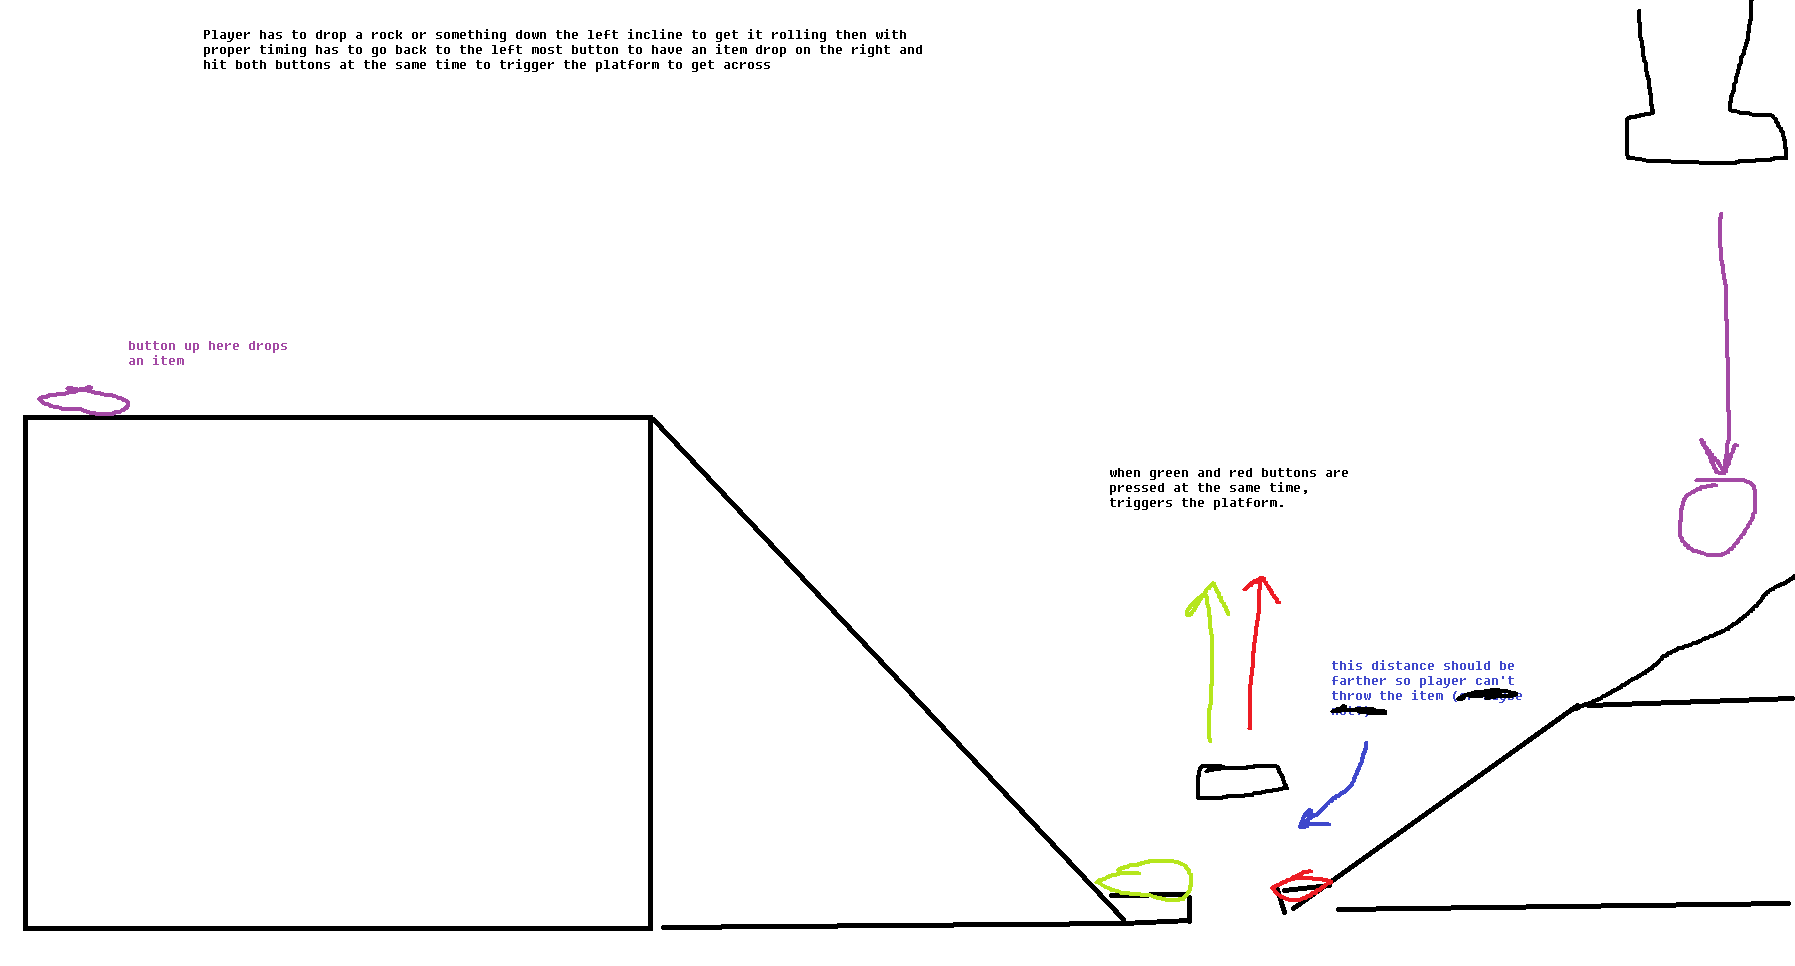 Player has to drop a rock or something down the left incline to get it rolling then with
proper timing has to go back to the left most button to have an item drop on the right and
hit both buttons at the same time to trigger the platform to get across
button up here drops
an item
when green and red buttons are
pressed at the same time,
triggers the platform.
this distance should be
farther so player can't
throw the item (